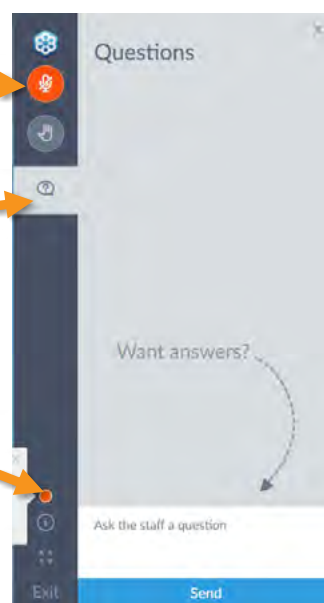 Questions
Want answers?
Ask the staff a question
Exit
Send